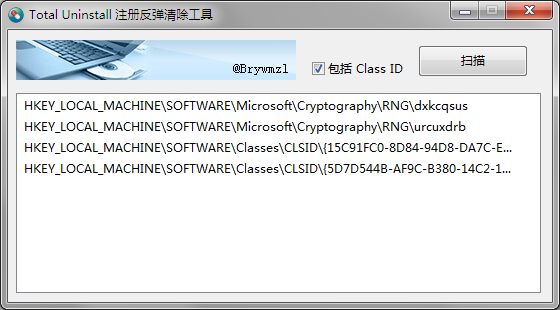 Total Uninstall 注册反弹清除工具
@Brywmzl
包括 Class ID
扫描
HKEY_LOCAL_MACHINE\SOFTWARE\Microsoft\Cryptography\RNG\dxkcqsus
HKEY_LOCAL_MACHINE\SOFTWARE\Microsoft\Cryptography\RNG\urcuxdrb
HKEY_LOCAL_MACHINE\SOFTWARE\Classes\CLSID\{15C91FC0-8D84-94D8-DA7C-E...
HKEY_LOCAL_MACHINE\SOFTWARE\Classes\CLSID\{5D7D544B-AF9C-B380-14C2-1...